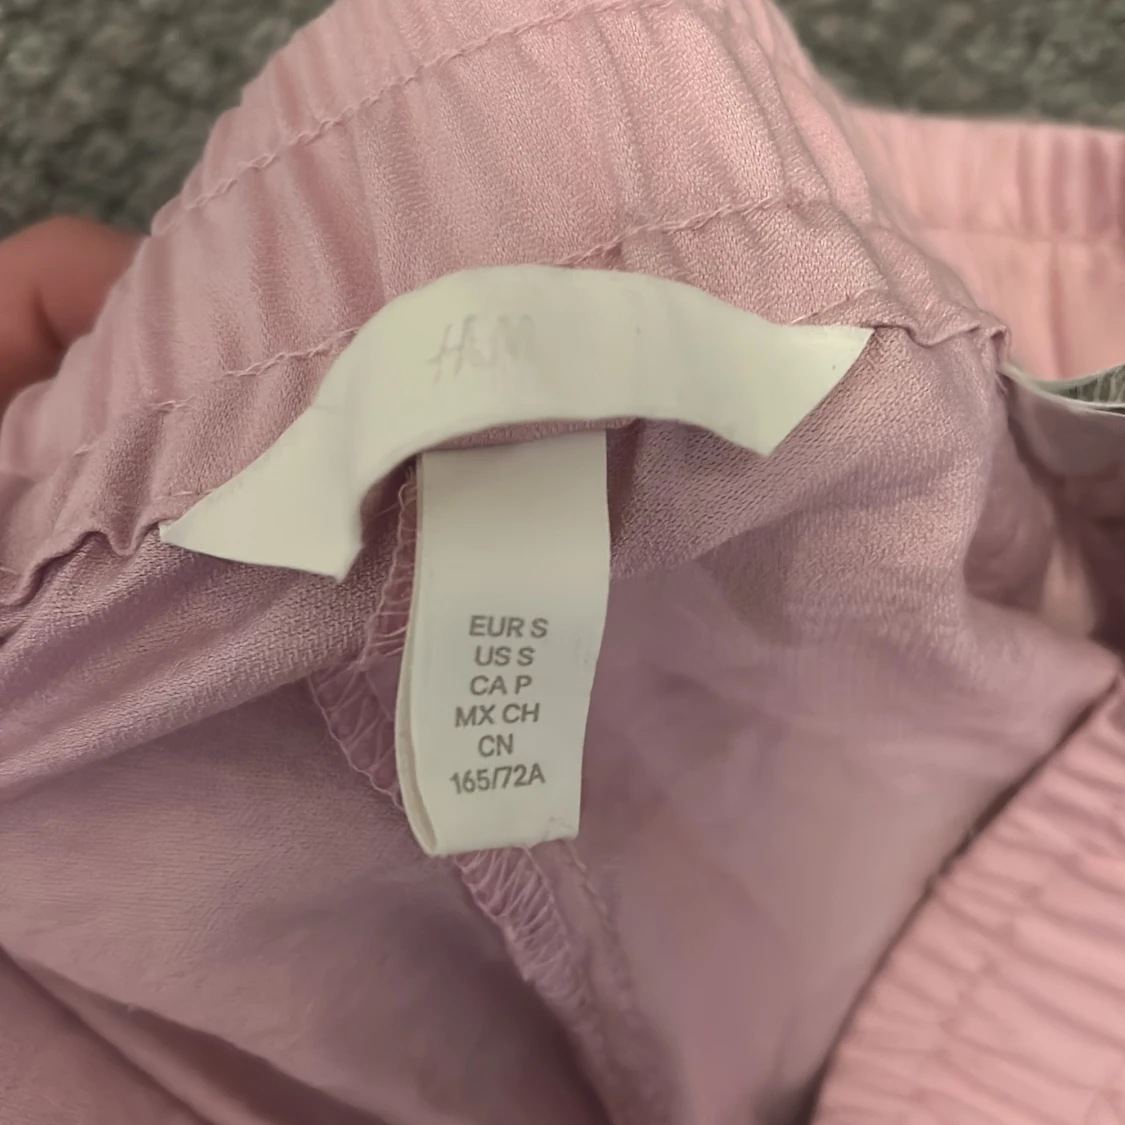 H&M
EUR S
US S
CA P
MX CH
CN
165/72A